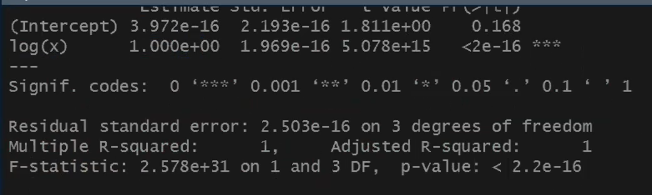 Estimate Std. Error t value Pr(>|t|)
(Intercept) 3.972e-16 2.193e-16 1.811e+00 0.168
log(x) 1.000e+00 1.969e-16 5.078e+15 <2e-16 ***
---
Signif. codes: 0 ‘***’ 0.001 ‘**’ 0.01 ‘*’ 0.05 ‘.’ 0.1 ‘ ’ 1
Residual standard error: 2.503e-16 on 3 degrees of freedom
Multiple R-squared: 1, Adjusted R-squared: 1
F-statistic: 2.578e+31 on 1 and 3 DF, p-value: < 2.2e-16